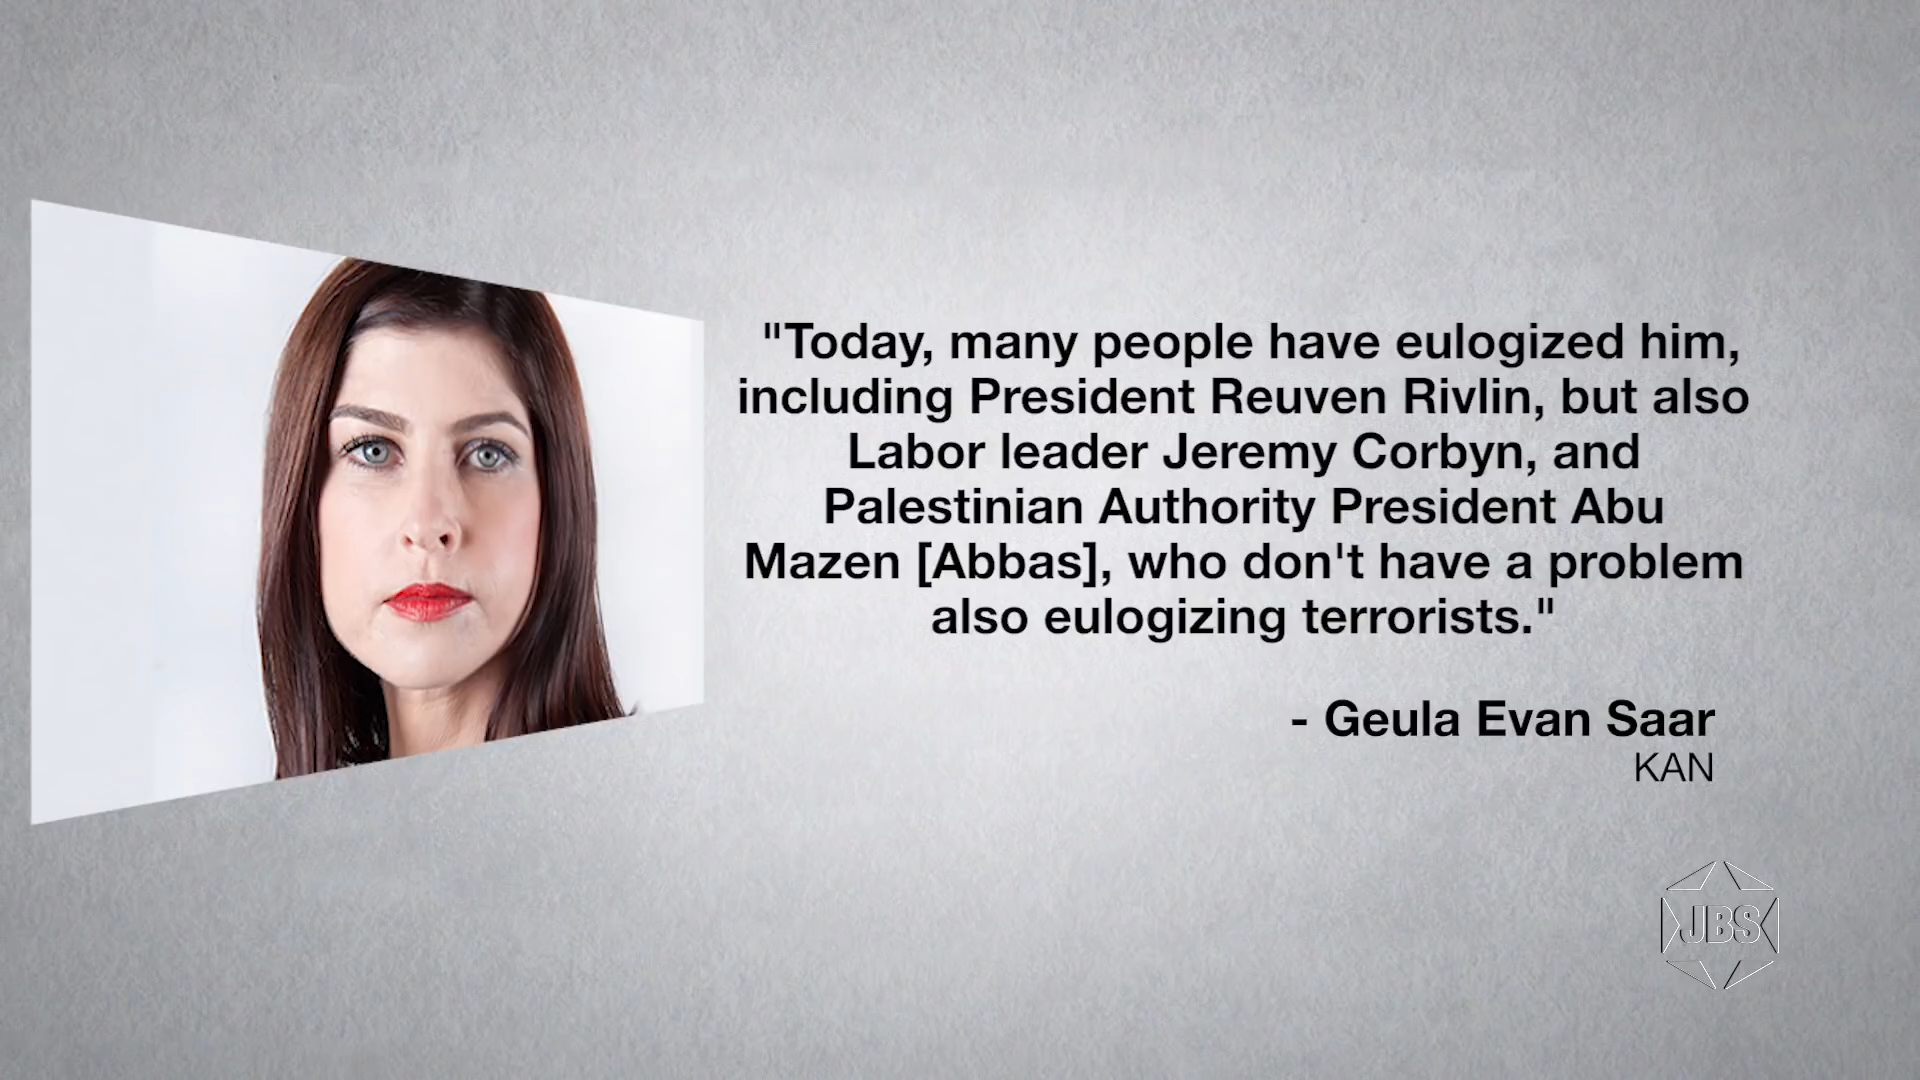 "Today, many people have eulogized him,
including President Reuven Rivlin, but also
Labor leader Jeremy Corbyn, and
Palestinian Authority President Abu
Mazen [Abbas], who don't have a problem
also eulogizing terrorists."
- Geula Evan Saar
KAN
JBS